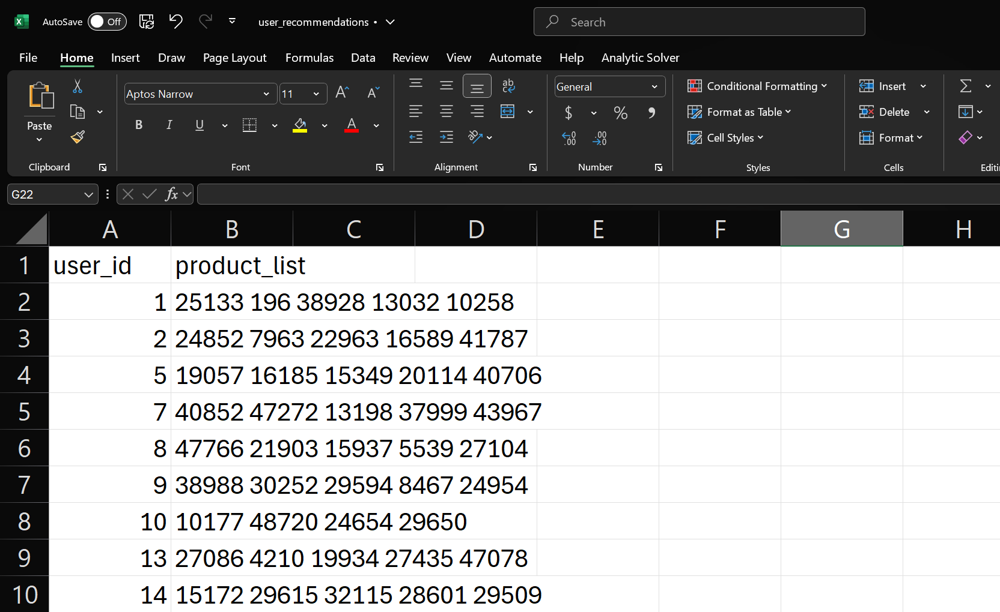 AutoSave Off user_recommendations • Search
File Home Insert Draw Page Layout Formulas Data Review View Automate Help Analytic Solver
Paste
Clipboard
Aptos Narrow 11
B I U A
Font
ab
Alignment
General
$ % ,
Number
Conditional Formatting
Format as Table
Cell Styles
Styles
Insert
Delete
Format
Cells
Editi
G22 fx
A B C D E F G H
1 user_id product_list
2 1 25133 196 38928 13032 10258
3 2 24852 7963 22963 16589 41787
4 5 19057 16185 15349 20114 40706
5 7 40852 47272 13198 37999 43967
6 8 47766 21903 15937 5539 27104
7 9 38988 30252 29594 8467 24954
8 10 10177 48720 24654 29650
9 13 27086 4210 19934 27435 47078
10 14 15172 29615 32115 28601 29509